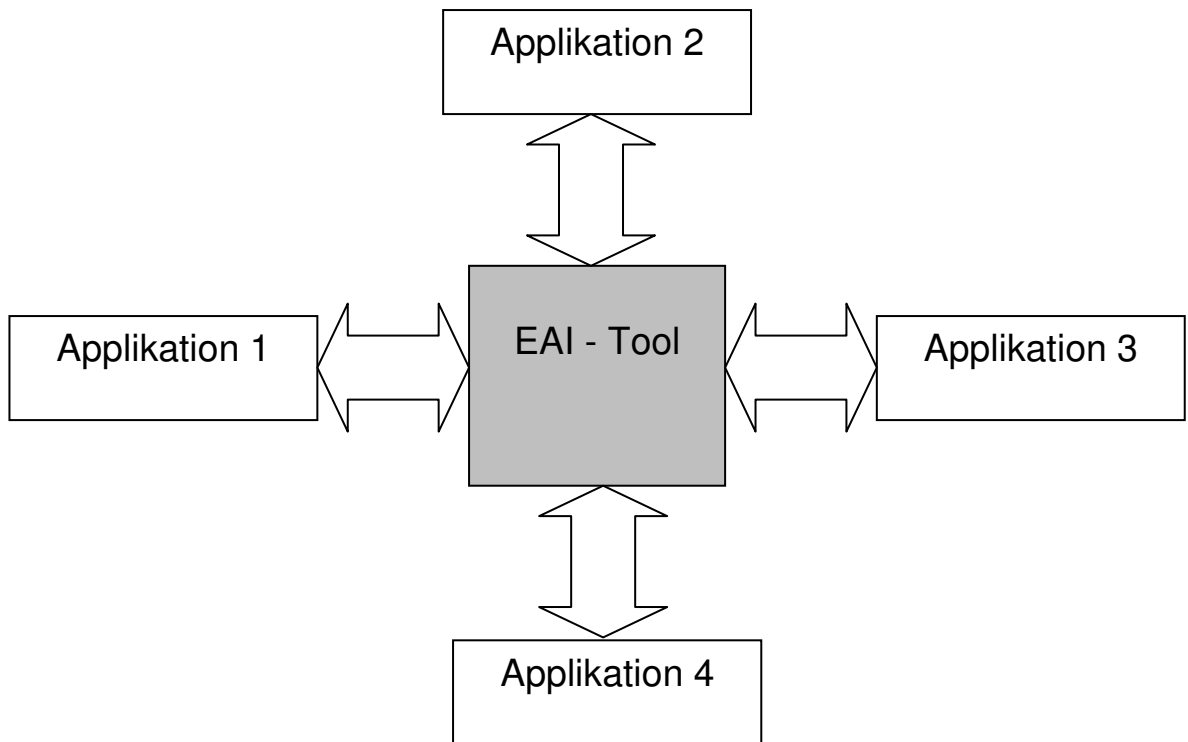 Applikation 2
Applikation 1
EAI - Tool
Applikation 3
Applikation 4